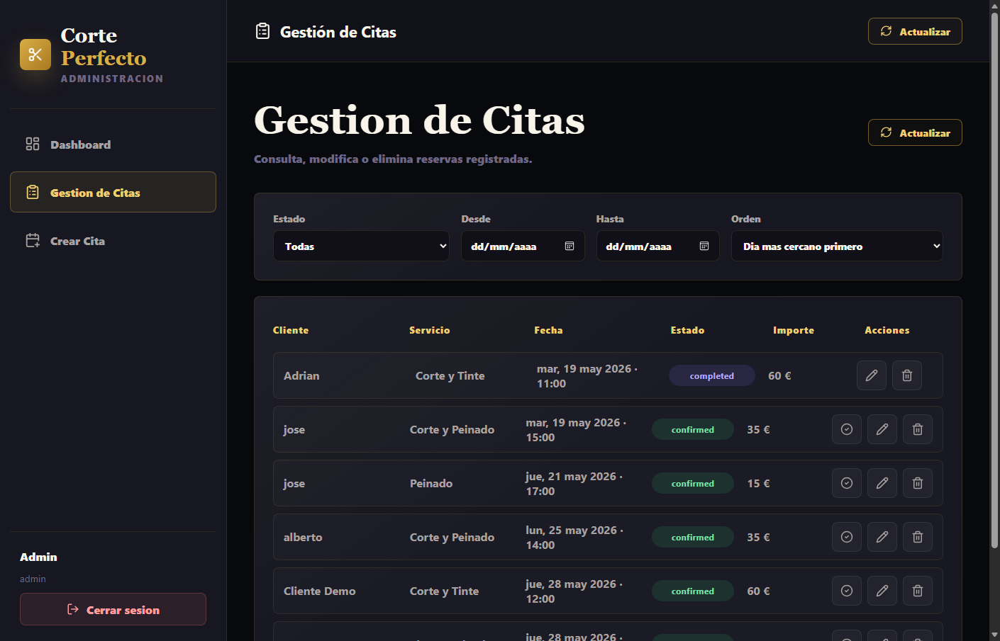 Corte
Perfecto
ADMINISTRACION
Dashboard
Gestion de Citas
Crear Cita
Admin
admin
Cerrar sesion
Gestión de Citas
Actualizar
Gestion de Citas
Consulta, modifica o elimina reservas registradas.
Actualizar
Estado Desde Hasta Orden
Todas dd/mm/aaaa dd/mm/aaaa Dia mas cercano primero
Cliente Servicio Fecha Estado Importe Acciones
Adrian Corte y Tinte mar, 19 may 2026 · 11:00 completed 60 €
jose Corte y Peinado mar, 19 may 2026 · 15:00 confirmed 35 €
jose Peinado jue, 21 may 2026 · 17:00 confirmed 15 €
alberto Corte y Peinado lun, 25 may 2026 · 14:00 confirmed 35 €
Cliente Demo Corte y Tinte jue, 28 may 2026 · 12:00 confirmed 60 €
jue, 28 may 2026 ·